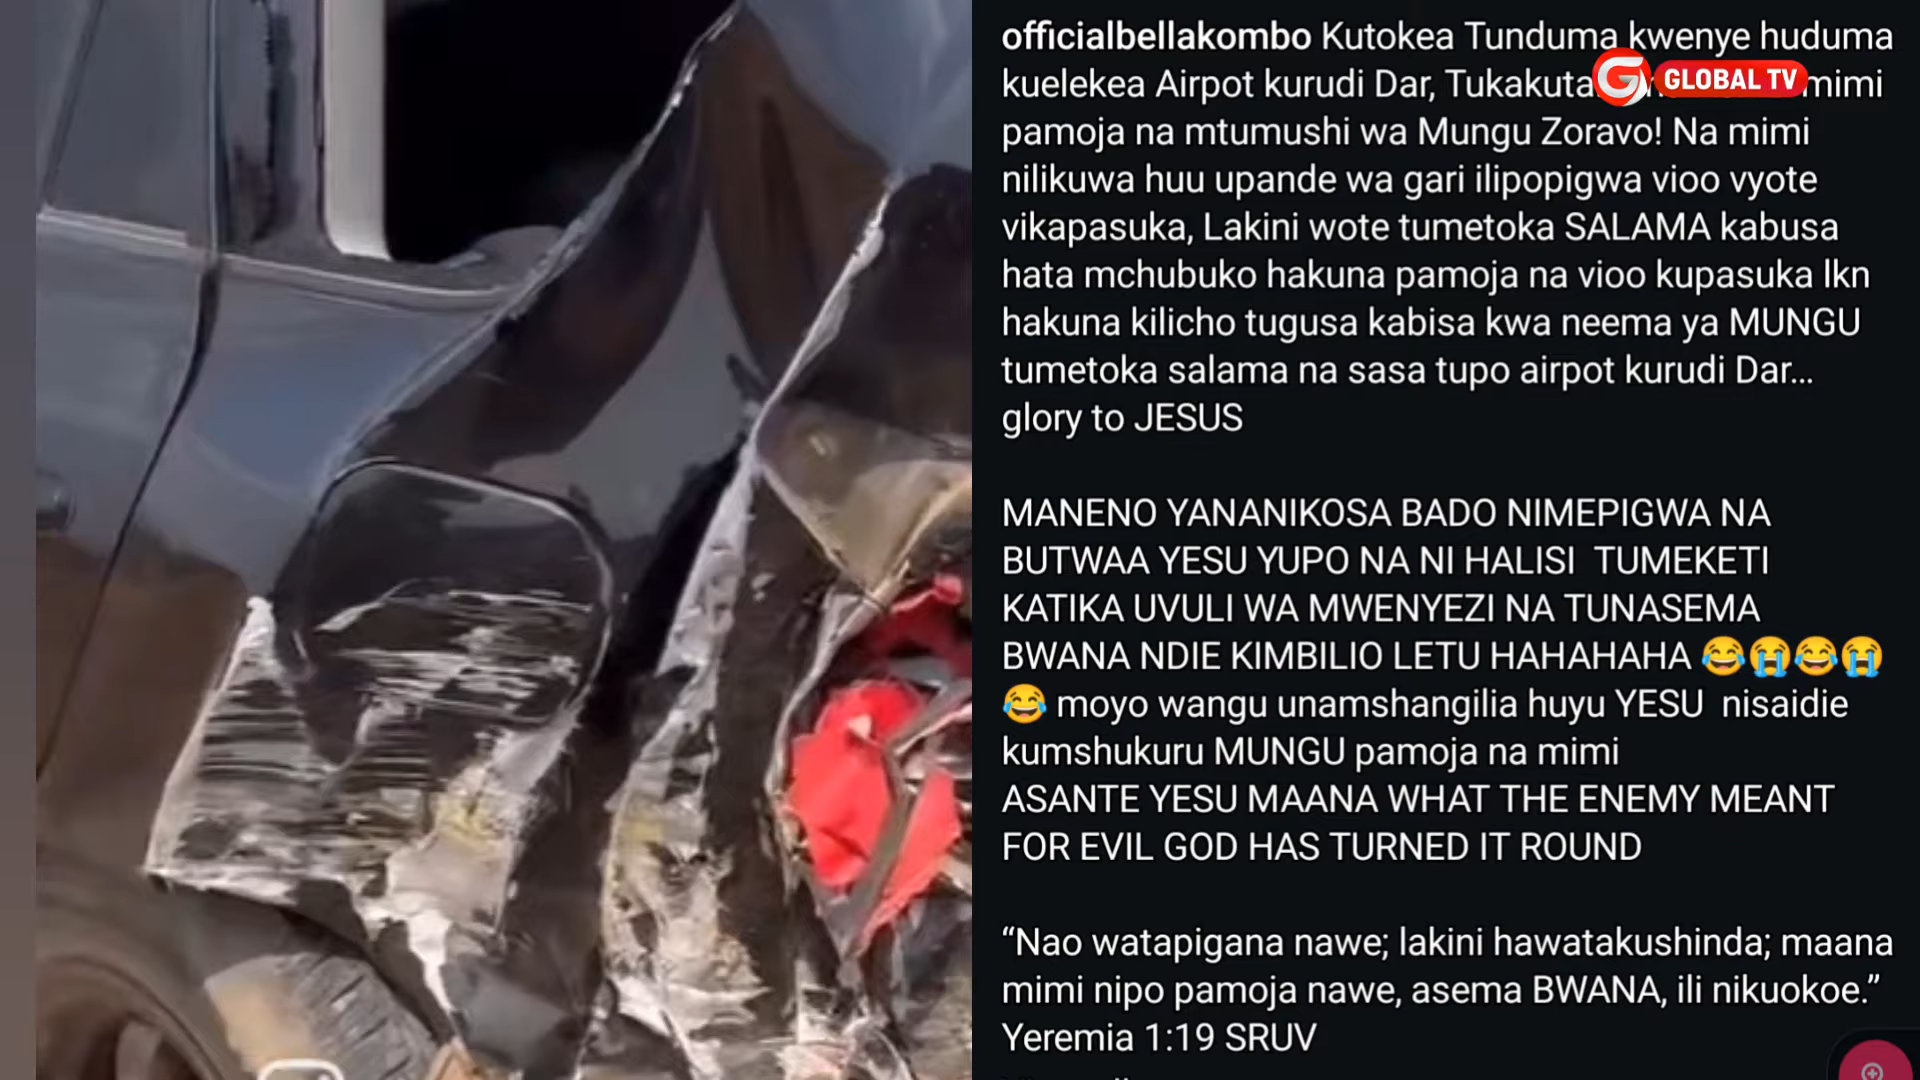 officialbellakombo Kutokea Tunduma kwenye huduma
GLOBAL TV
kuelekea Airpot kurudi Dar, mimi
pamoja na mtumushi wa Mungu Zoravo! Na mimi
nilikuwa huu upande wa gari ilipopigwa vioo vyote
vikapasuka, Lakini wote tumetoka SALAMA kabusa
hata mchubuko hakuna pamoja na vioo kupasuka lkn
hakuna kilicho tugusa kabisa kwa neema ya MUNGU
tumetoka salama na sasa tupo airpot kurudi Dar...
glory to JESUS
MANENO YANANIKOSA BADO NIMEPIGWA NA
BUTWAA YESU YUPO NA NI HALISI TUMEKETI
KATIKA UVULI WA MWENYEZI NA TUNASEMA
BWANA NDIE KIMBILIO LETU HAHAHAHA 😂😭😂😭
😂 moyo wangu unamshangilia huyu YESU nisaidie
kumshukuru MUNGU pamoja na mimi
ASANTE YESU MAANA WHAT THE ENEMY MEANT
FOR EVIL GOD HAS TURNED IT ROUND
“Nao watapigana nawe; lakini hawatakushinda; maana
mimi nipo pamoja nawe, asema BWANA, ili nikuokoe.”
Yeremia 1:19 SRUV